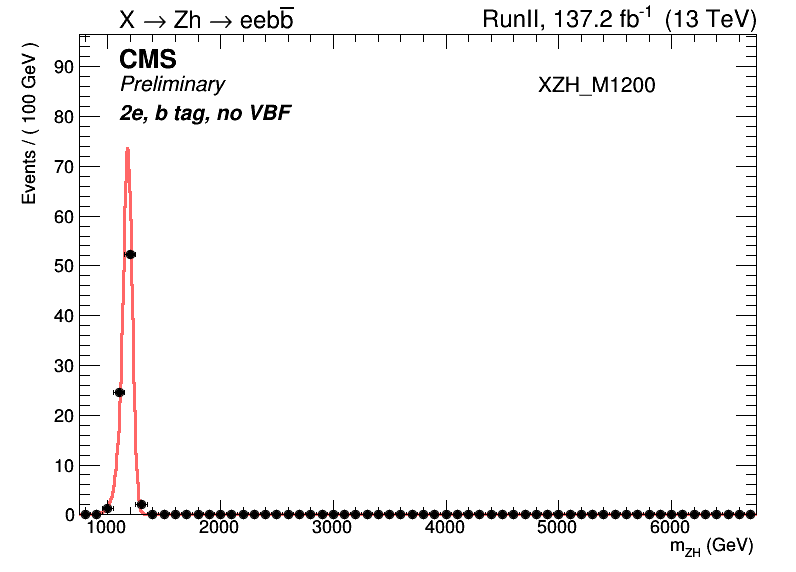 X → Zh → eebb̅
RunII, 137.2 fb⁻¹ (13 TeV)
CMS
Preliminary
2e, b tag, no VBF
XZH_M1200
Events / ( 100 GeV )
90
80
70
60
50
40
30
20
10
0
1000 2000 3000 4000 5000 6000
m_ZH (GeV)